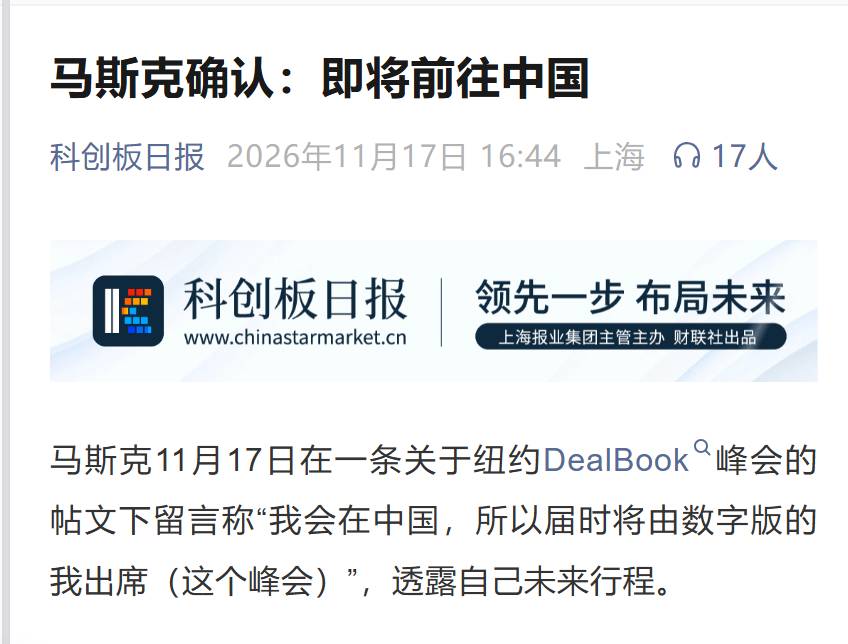 马斯克确认：即将前往中国
科创板日报 2026年11月17日 16:44 上海 17人
科创板日报
www.chinastarmarket.cn
领先一步 布局未来
上海报业集团主管主办 财联社出品
马斯克11月17日在一条关于纽约DealBook峰会的
帖文下留言称“我会在中国，所以届时将由数字版的
我出席（这个峰会）”，透露自己未来行程。